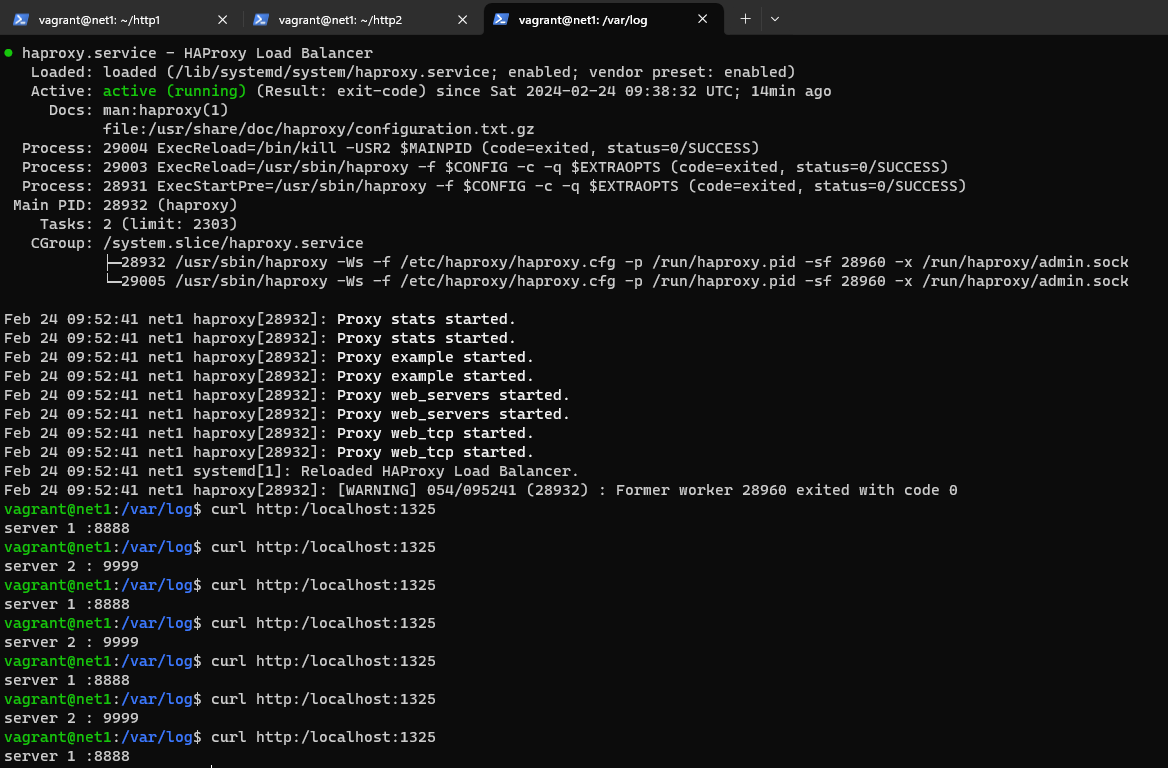 vagrant@net1: ~/http1
vagrant@net1: ~/http2
vagrant@net1: /var/log
● haproxy.service - HAProxy Load Balancer
Loaded: loaded (/lib/systemd/system/haproxy.service; enabled; vendor preset: enabled)
Active: active (running) (Result: exit-code) since Sat 2024-02-24 09:38:32 UTC; 14min ago
Docs: man:haproxy(1)
file:/usr/share/doc/haproxy/configuration.txt.gz
Process: 29004 ExecReload=/bin/kill -USR2 $MAINPID (code=exited, status=0/SUCCESS)
Process: 29003 ExecReload=/usr/sbin/haproxy -f $CONFIG -c -q $EXTRAOPTS (code=exited, status=0/SUCCESS)
Process: 28931 ExecStartPre=/usr/sbin/haproxy -f $CONFIG -c -q $EXTRAOPTS (code=exited, status=0/SUCCESS)
Main PID: 28932 (haproxy)
Tasks: 2 (limit: 2303)
CGroup: /system.slice/haproxy.service
├─28932 /usr/sbin/haproxy -Ws -f /etc/haproxy/haproxy.cfg -p /run/haproxy.pid -sf 28960 -x /run/haproxy/admin.sock
└─29005 /usr/sbin/haproxy -Ws -f /etc/haproxy/haproxy.cfg -p /run/haproxy.pid -sf 28960 -x /run/haproxy/admin.sock
Feb 24 09:52:41 net1 haproxy[28932]: Proxy stats started.
Feb 24 09:52:41 net1 haproxy[28932]: Proxy stats started.
Feb 24 09:52:41 net1 haproxy[28932]: Proxy example started.
Feb 24 09:52:41 net1 haproxy[28932]: Proxy example started.
Feb 24 09:52:41 net1 haproxy[28932]: Proxy web_servers started.
Feb 24 09:52:41 net1 haproxy[28932]: Proxy web_servers started.
Feb 24 09:52:41 net1 haproxy[28932]: Proxy web_tcp started.
Feb 24 09:52:41 net1 haproxy[28932]: Proxy web_tcp started.
Feb 24 09:52:41 net1 systemd[1]: Reloaded HAProxy Load Balancer.
Feb 24 09:52:41 net1 haproxy[28932]: [WARNING] 054/095241 (28932) : Former worker 28960 exited with code 0
vagrant@net1:/var/log$ curl http:/localhost:1325
server 1 :8888
vagrant@net1:/var/log$ curl http:/localhost:1325
server 2 : 9999
vagrant@net1:/var/log$ curl http:/localhost:1325
server 1 :8888
vagrant@net1:/var/log$ curl http:/localhost:1325
server 2 : 9999
vagrant@net1:/var/log$ curl http:/localhost:1325
server 1 :8888
vagrant@net1:/var/log$ curl http:/localhost:1325
server 2 : 9999
vagrant@net1:/var/log$ curl http:/localhost:1325
server 1 :8888